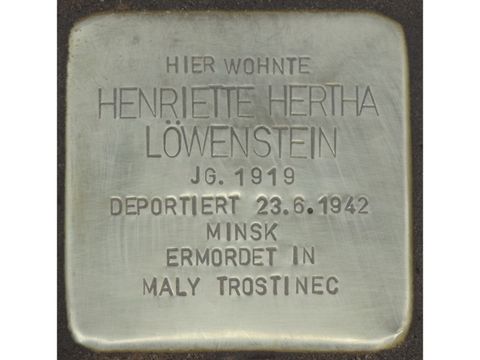 HIER WOHNTE
HENRIETTE HERTHA
LÖWENSTEIN
JG. 1919
DEPORTIERT 23.6.1942
MINSK
ERMORDET IN
MALY TROSTINEC